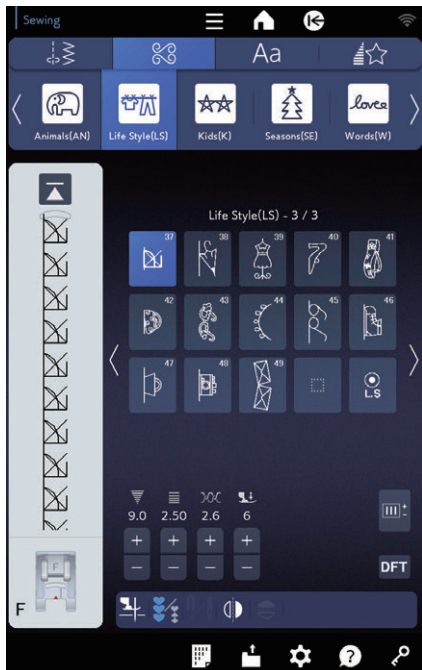 Sewing
Aa
Animals(AN) Life Style(LS) Kids(K) Seasons(SE) Words(W)
love
Life Style(LS) - 3 / 3
37 38 39 40 41
42 43 44 45 46
47 48 49
L.S
9.0 2.50 2.6 6
+ + + +
− − − −
DFT
F
F
?